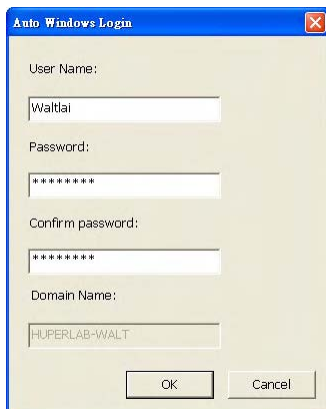 Auto Windows Login
User Name:
Waltlai
Password:
********
Confirm password:
********
Domain Name:
HUPERLAB-WALT
OK
Cancel